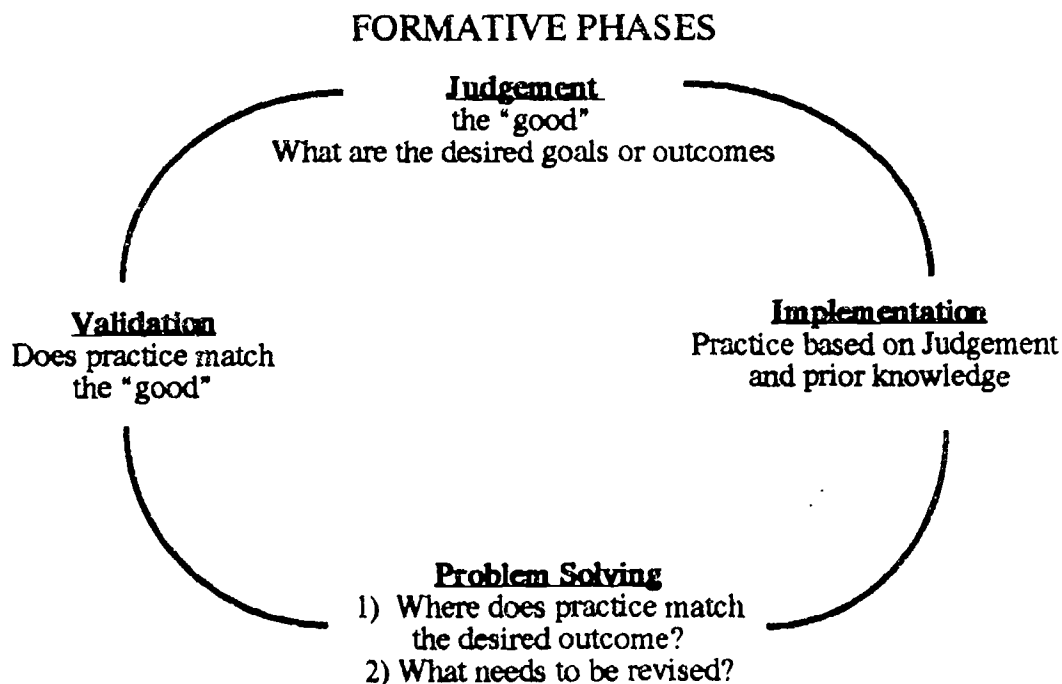 FORMATIVE PHASES
Judgement
the "good"
What are the desired goals or outcomes
Validation
Does practice match
the "good"
Implementation
Practice based on Judgement
and prior knowledge
Problem Solving
1) Where does practice match
the desired outcome?
2) What needs to be revised?